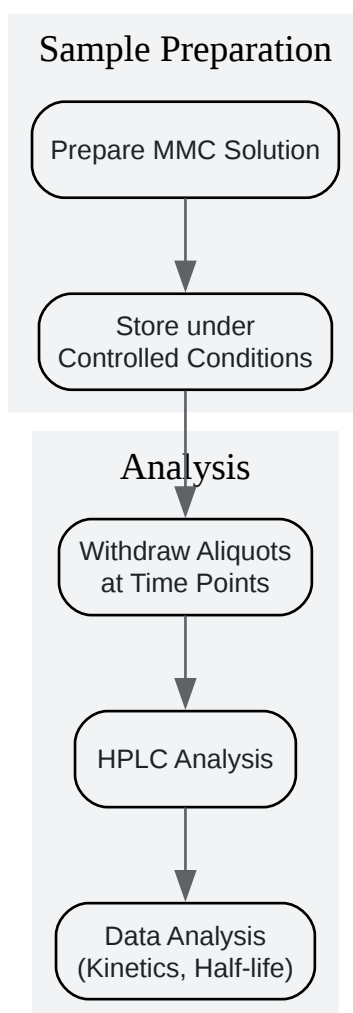 Sample Preparation
Prepare MMC Solution
Store under
Controlled Conditions
Analysis
Withdraw Aliquots
at Time Points
HPLC Analysis
Data Analysis
(Kinetics, Half-life)